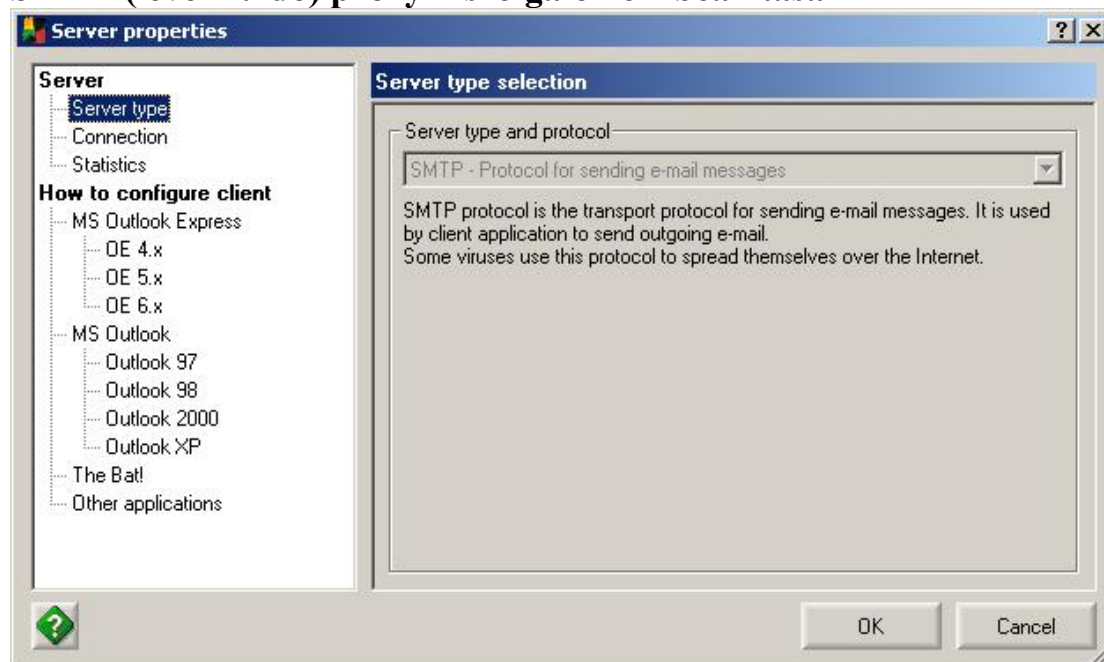 Server properties
Server
Server type
Connection
Statistics
How to configure client
MS Outlook Express
OE 4.x
OE 5.x
OE 6.x
MS Outlook
Outlook 97
Outlook 98
Outlook 2000
Outlook XP
The Bat!
Other applications
Server type selection
Server type and protocol
SMTP - Protocol for sending e-mail messages
SMTP protocol is the transport protocol for sending e-mail messages. It is used
by client application to send outgoing e-mail.
Some viruses use this protocol to spread themselves over the Internet.
OK
Cancel